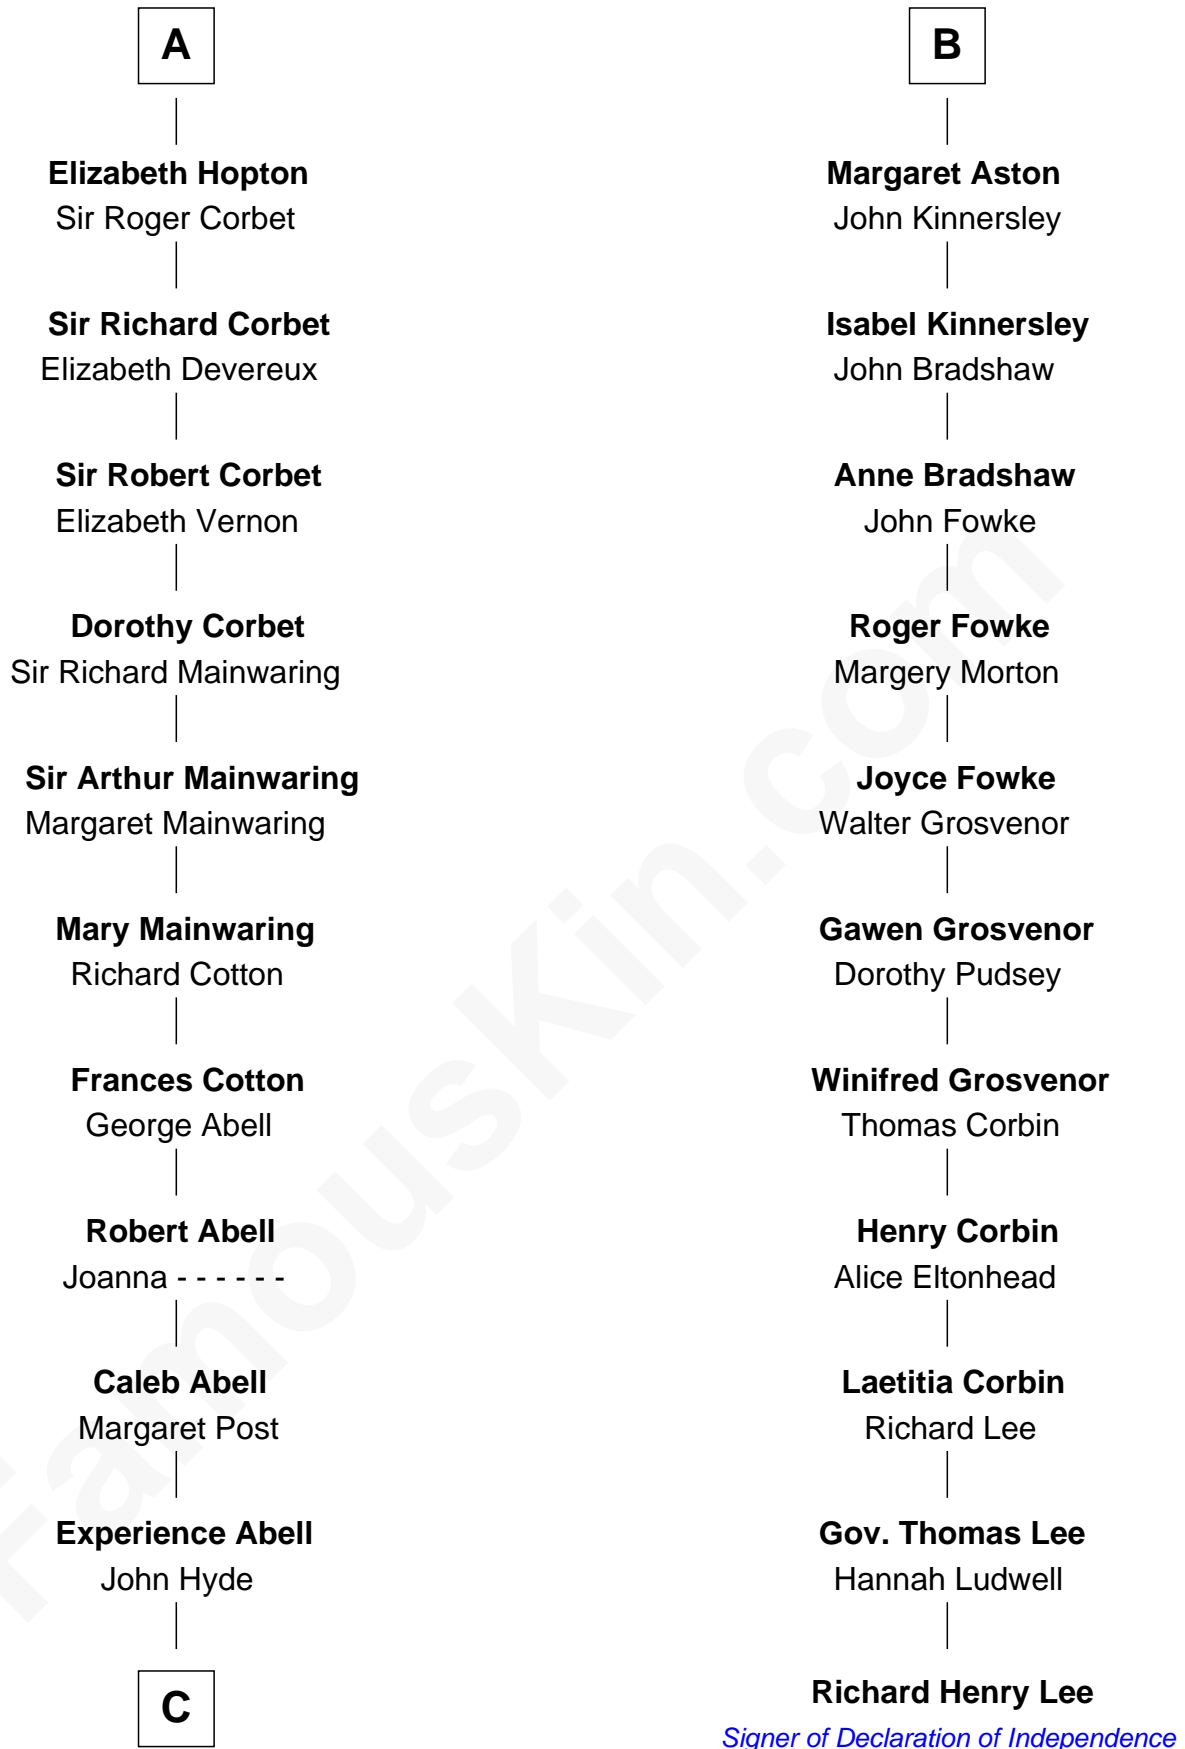 A
Elizabeth Hopton
Sir Roger Corbet
Sir Richard Corbet
Elizabeth Devereux
Sir Robert Corbet
Elizabeth Vernon
Dorothy Corbet
Sir Richard Mainwaring
Sir Arthur Mainwaring
Margaret Mainwaring
Mary Mainwaring
Richard Cotton
Frances Cotton
George Abell
Robert Abell
Joanna - - - - - -
Caleb Abell
Margaret Post
Experience Abell
John Hyde
C
B
Margaret Aston
John Kinnersley
Isabel Kinnersley
John Bradshaw
Anne Bradshaw
John Fowke
Roger Fowke
Margery Morton
Joyce Fowke
Walter Grosvenor
Gawen Grosvenor
Dorothy Pudsey
Winifred Grosvenor
Thomas Corbin
Henry Corbin
Alice Eltonhead
Laetitia Corbin
Richard Lee
Gov. Thomas Lee
Hannah Ludwell
Richard Henry Lee
Signer of Declaration of Independence
FamousKin.com